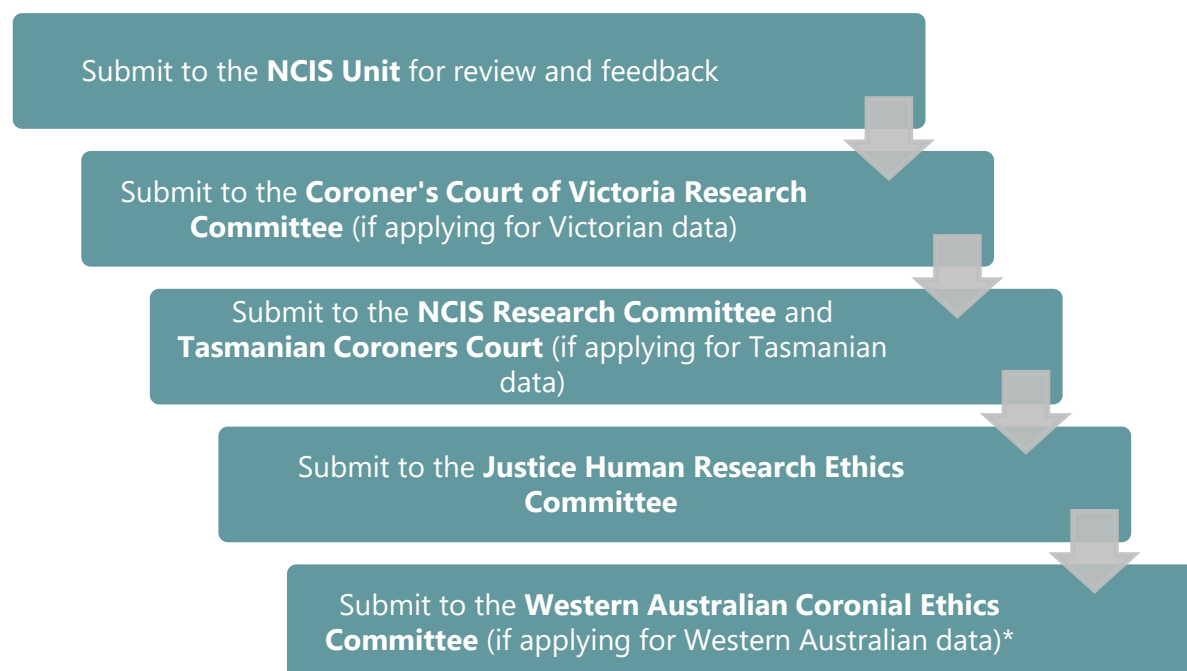 Submit to the NCIS Unit for review and feedback
Submit to the Coroner's Court of Victoria Research
Committee (if applying for Victorian data)
Submit to the NCIS Research Committee and
Tasmanian Coroners Court (if applying for Tasmanian
data)
Submit to the Justice Human Research Ethics
Committee
Submit to the Western Australian Coronial Ethics
Committee (if applying for Western Australian data)*